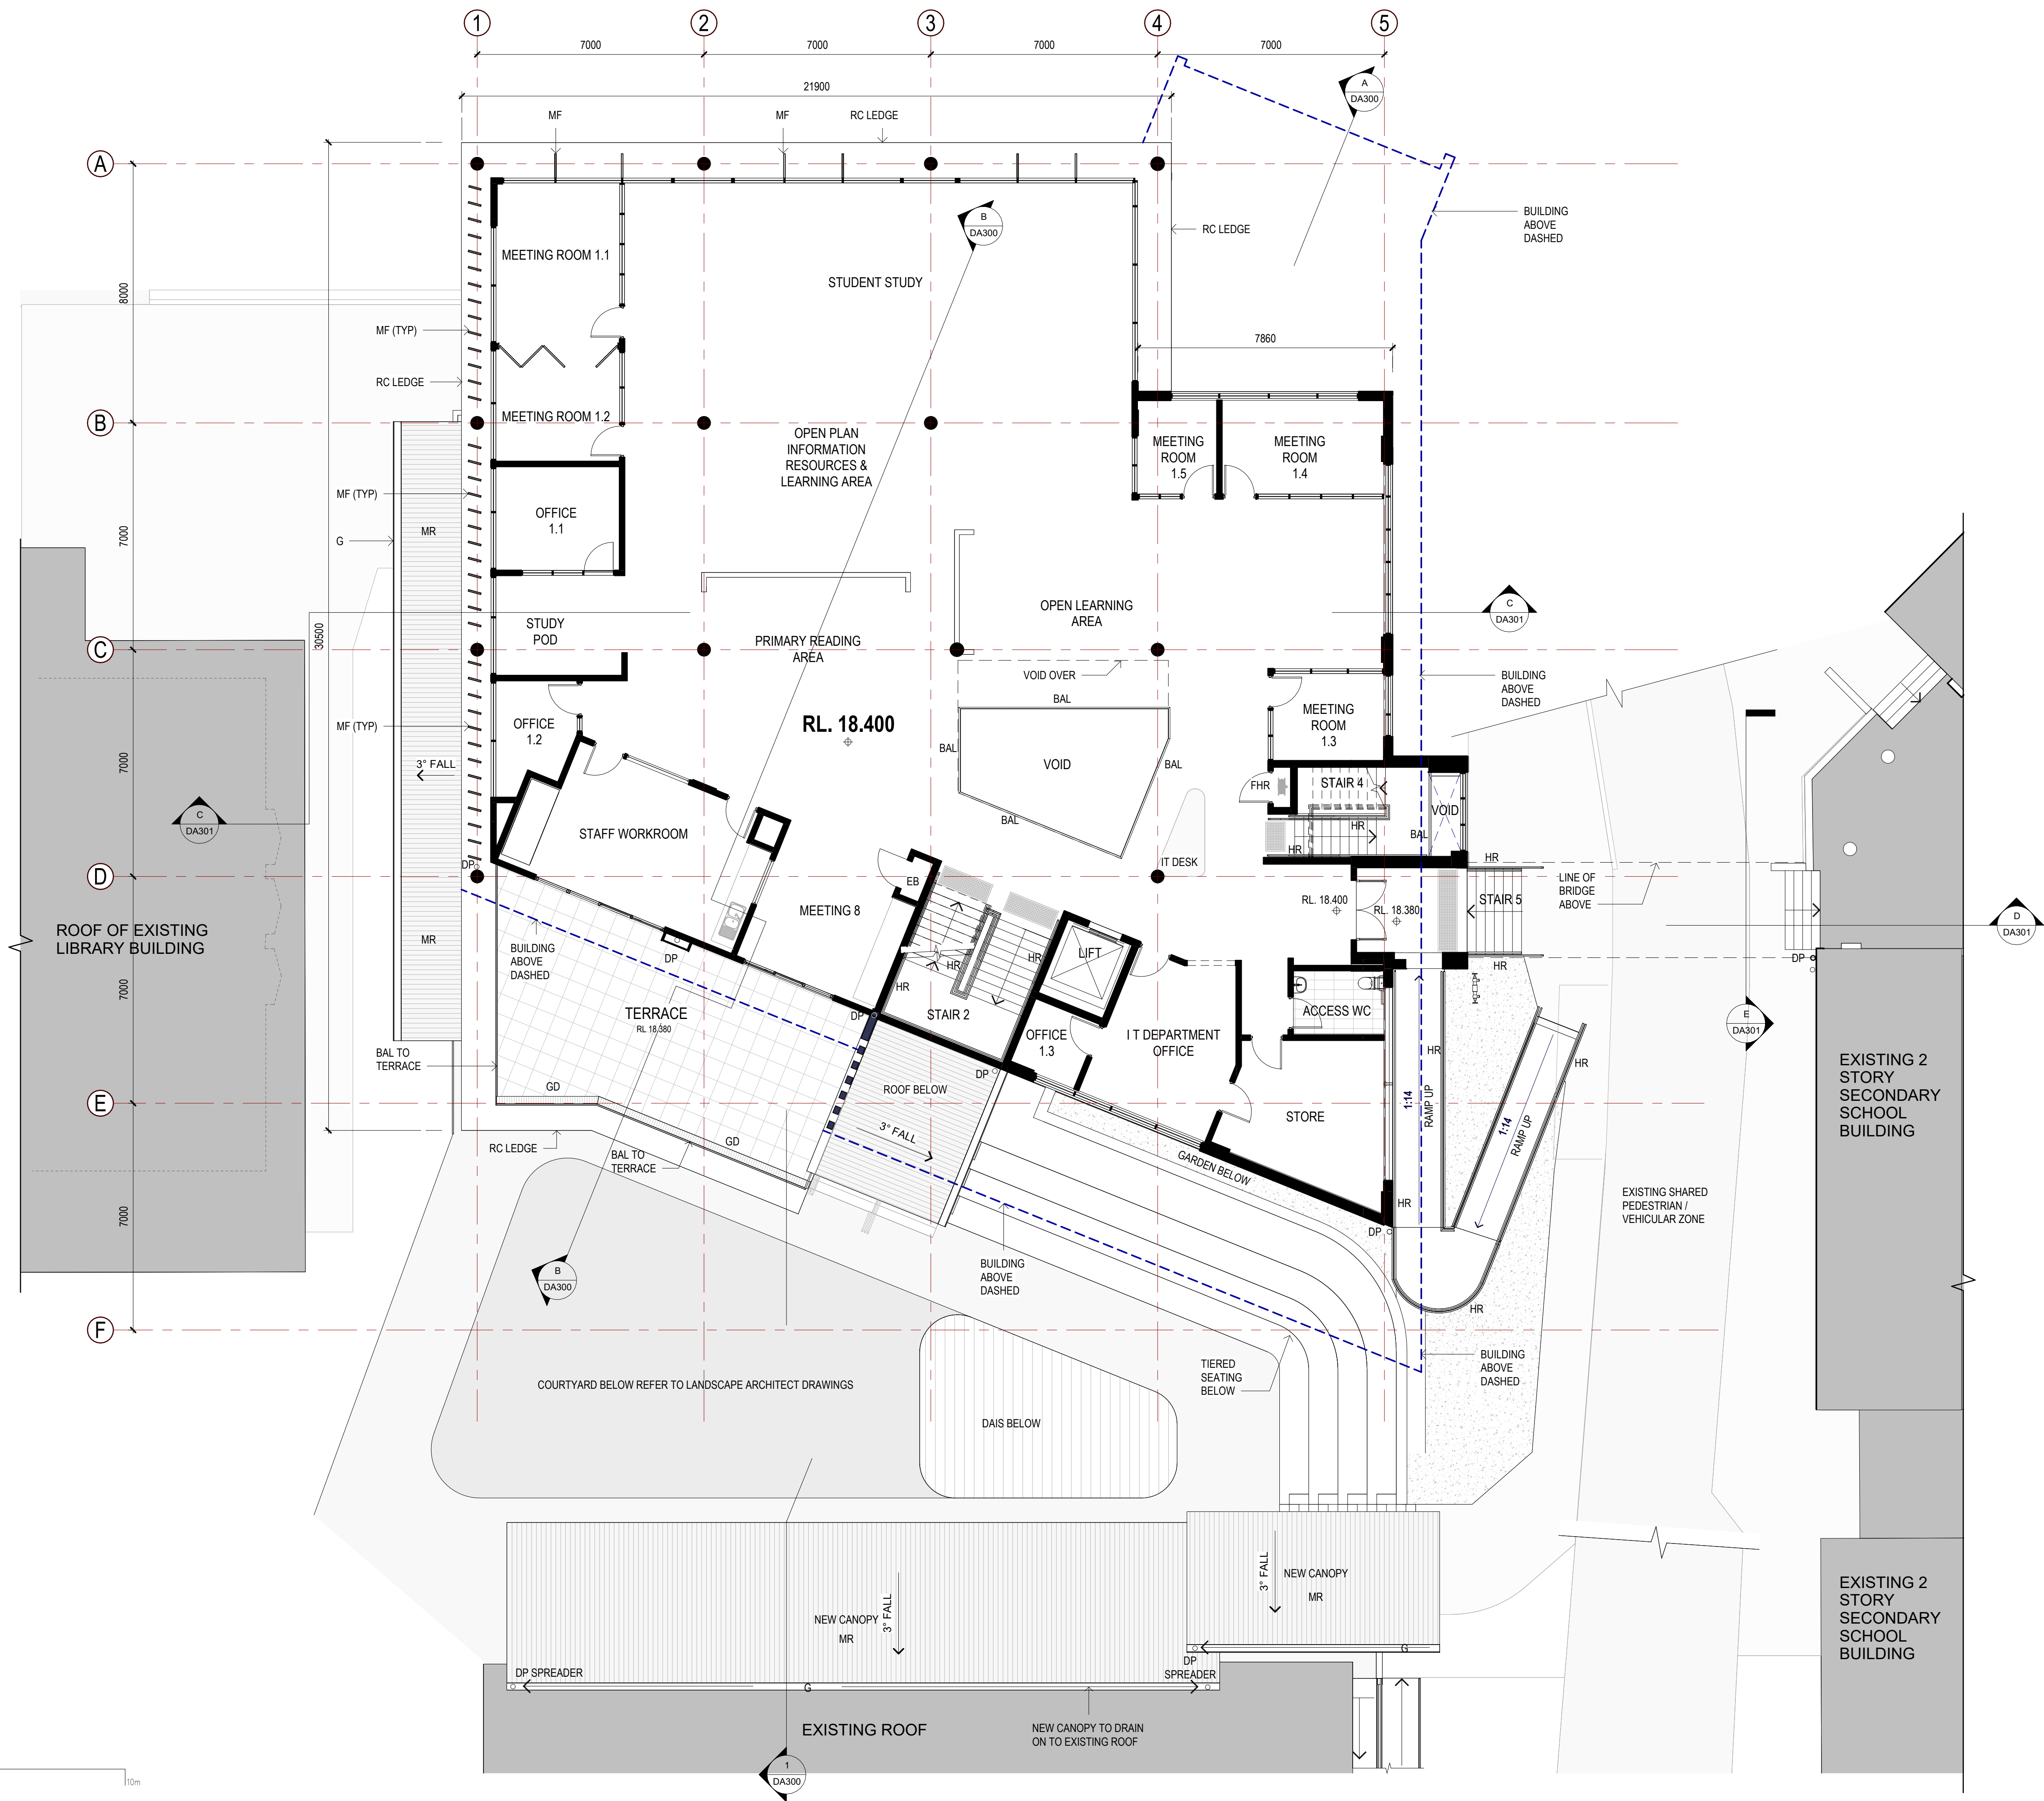 1
2
3
4
5
7000
7000
7000
7000
21900
A
DA300
MF
MF
RC LEDGE
A
B
DA300
BUILDING
ABOVE
DASHED
RC LEDGE
MEETING ROOM 1.1
STUDENT STUDY
8000
MF (TYP)
7860
RC LEDGE
MEETING ROOM 1.2
B
OPEN PLAN
INFORMATION
RESOURCES &
LEARNING AREA
MEETING
ROOM
1.5
MEETING
ROOM
1.4
MF (TYP)
OFFICE
1.1
MR
G
7000
30500
STUDY
POD
OPEN LEARNING
AREA
C
DA301
PRIMARY READING
AREA
C
VOID OVER
BUILDING
ABOVE
DASHED
BAL
MF (TYP)
OFFICE
1.2
RL. 18.400
MEETING
ROOM
1.3
BAL
VOID
BAL
7000
3° FALL
FHR
STAIR 4
VOID
C
DA301
STAFF WORKROOM
BAL
HR
BAL
HR
DP
IT DESK
HR
D
EB
LINE OF
BRIDGE
ABOVE
STAIR 5
RL. 18.400
RL. 18.380
MEETING 8
D
DA301
ROOF OF EXISTING
LIBRARY BUILDING
MR
BUILDING
ABOVE
DASHED
DP
LIFT
HR
HR
HR
HR
DP
7000
TERRACE
RL 18.380
DP
STAIR 2
ACCESS WC
OFFICE
1.3
I T DEPARTMENT
OFFICE
E
DA301
BAL TO
TERRACE
HR
HR
EXISTING 2
STORY
SECONDARY
SCHOOL
BUILDING
GD
DP
ROOF BELOW
E
1:14
RAMP UP
STORE
3° FALL
1:14
RAMP UP
GD
RC LEDGE
BAL TO
TERRACE
GARDEN BELOW
EXISTING SHARED
PEDESTRIAN /
VEHICULAR ZONE
HR
7000
DP
B
DA300
BUILDING
ABOVE
DASHED
HR
F
TIERED
SEATING
BELOW
BUILDING
ABOVE
DASHED
COURTYARD BELOW REFER TO LANDSCAPE ARCHITECT DRAWINGS
DAIS BELOW
3° FALL
NEW CANOPY
MR
EXISTING 2
STORY
SECONDARY
SCHOOL
BUILDING
NEW CANOPY
MR
3° FALL
G
DP SPREADER
DP
SPREADER
G
EXISTING ROOF
NEW CANOPY TO DRAIN
ON TO EXISTING ROOF
1
DA300
10m